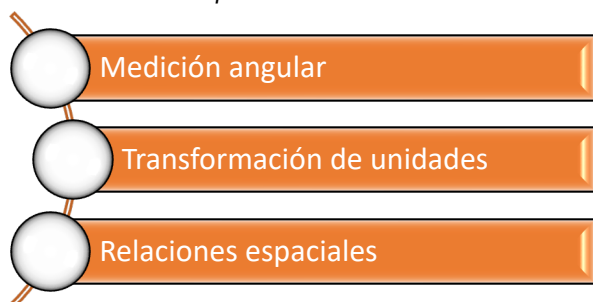 Medición angular
Transformación de unidades
Relaciones espaciales